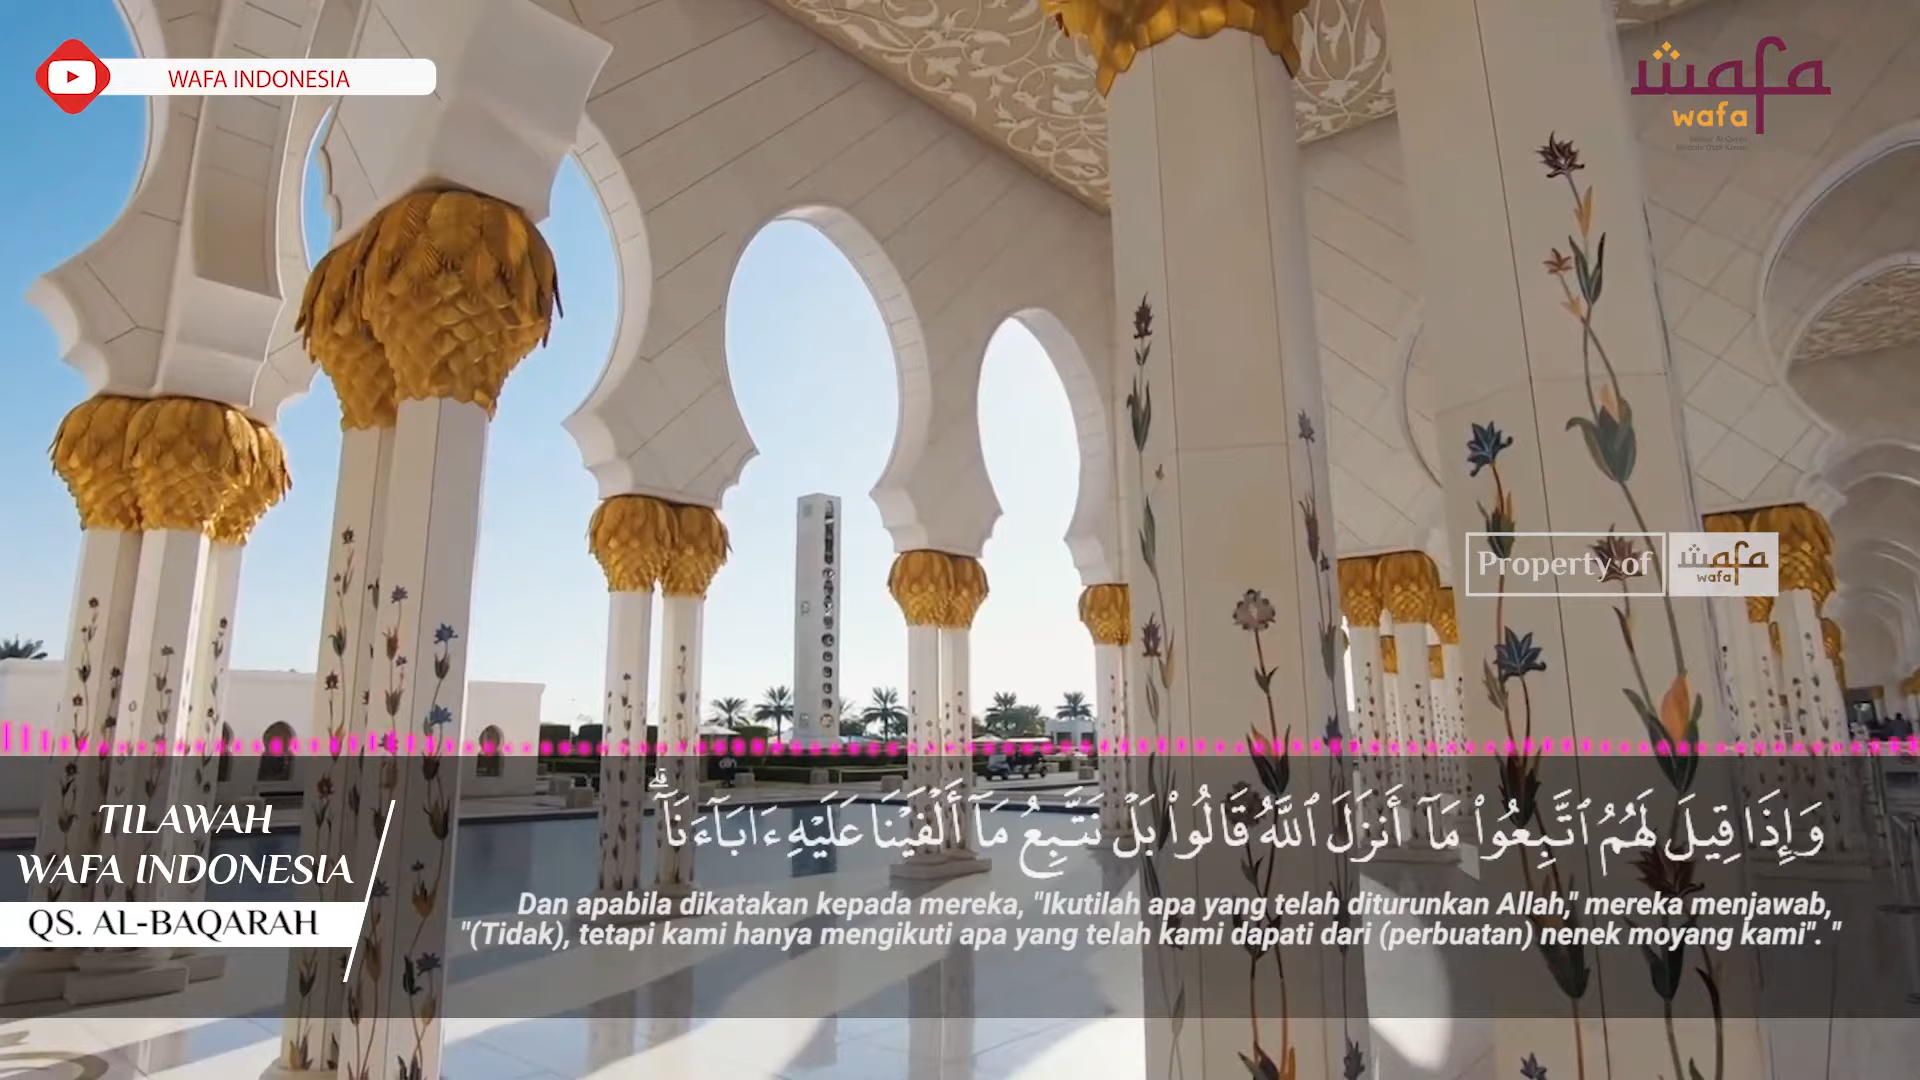 WAFA INDONESIA
wafa
wafa
Property of
wafa
wafa
TILAWAH
WAFA INDONESIA
QS. AL-BAQARAH
وَإِذَا قِيلَ لَهُمُ ٱتَّبِعُوا۟ مَآ أَنزَلَ ٱللَّهُ قَالُوا۟ بَلْ نَتَّبِعُ مَآ أَلْفَيْنَا عَلَيْهِ ءَابَآءَنَآ ۗ
Dan apabila dikatakan kepada mereka, "Ikutilah apa yang telah diturunkan Allah," mereka menjawab,
"(Tidak), tetapi kami hanya mengikuti apa yang telah kami dapati dari (perbuatan) nenek moyang kami". "